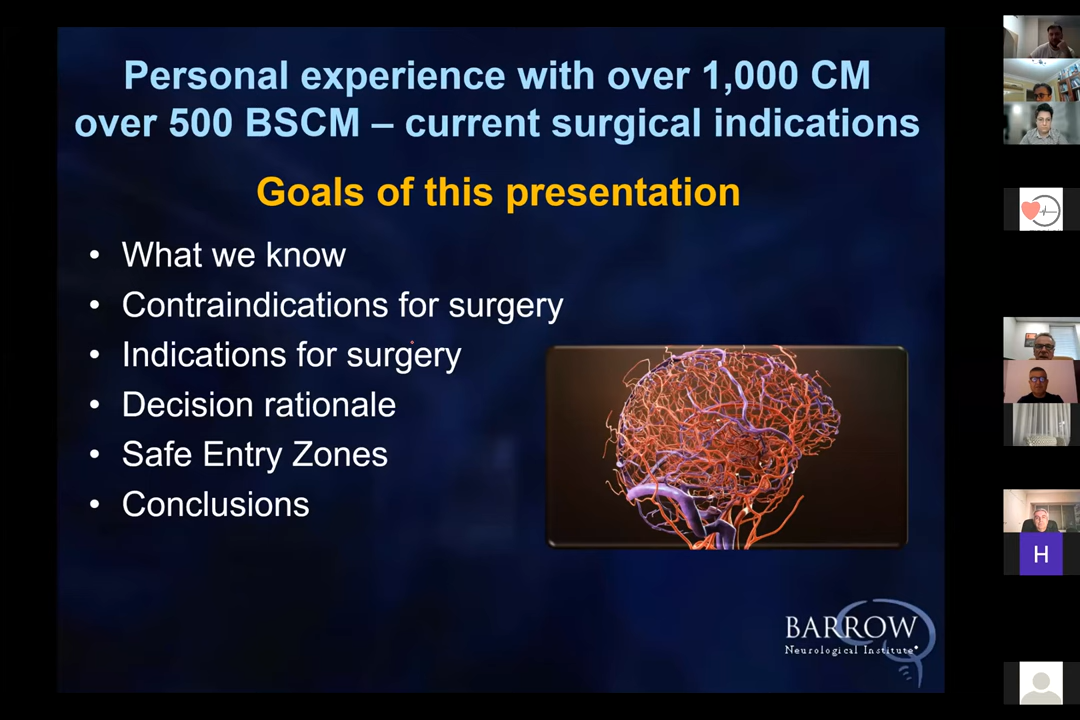 Personal experience with over 1,000 CM
over 500 BSCM – current surgical indications
Goals of this presentation
• What we know
• Contraindications for surgery
• Indications for surgery
• Decision rationale
• Safe Entry Zones
• Conclusions
BARROW
Neurological Institute®
H